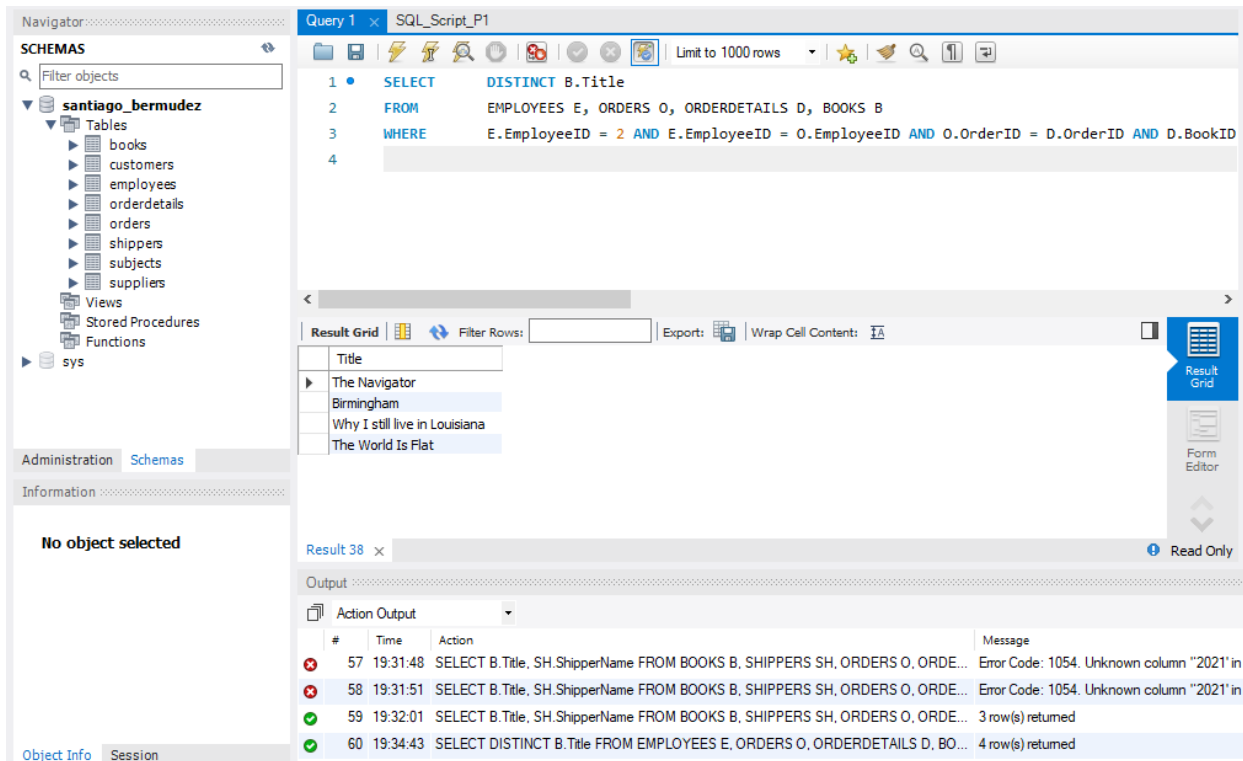 Navigator
SCHEMAS
Filter objects
santiago_bermudez
Tables
books
customers
employees
orderdetails
orders
shippers
subjects
suppliers
Views
Stored Procedures
Functions
sys
Administration Schemas
Information
No object selected
Object Info Session
Query 1 SQL_Script_P1
Limit to 1000 rows
1 SELECT DISTINCT B.Title
2 FROM EMPLOYEES E, ORDERS O, ORDERDETAILS D, BOOKS B
3 WHERE E.EmployeeID = 2 AND E.EmployeeID = O.EmployeeID AND O.OrderID = D.OrderID AND D.BookID
4
Result Grid Filter Rows: Export: Wrap Cell Content:
Title
The Navigator
Birmingham
Why I still live in Louisiana
The World Is Flat
Result
Grid
Form
Editor
Result 38 Read Only
Output
Action Output
# Time Action Message
57 19:31:48 SELECT B.Title, SH.ShipperName FROM BOOKS B, SHIPPERS SH, ORDERS O, ORDE... Error Code: 1054. Unknown column "2021' in
58 19:31:51 SELECT B.Title, SH.ShipperName FROM BOOKS B, SHIPPERS SH, ORDERS O, ORDE... Error Code: 1054. Unknown column "2021' in
59 19:32:01 SELECT B.Title, SH.ShipperName FROM BOOKS B, SHIPPERS SH, ORDERS O, ORDE... 3 row(s) returned
60 19:34:43 SELECT DISTINCT B.Title FROM EMPLOYEES E, ORDERS O, ORDERDETAILS D, BO... 4 row(s) returned